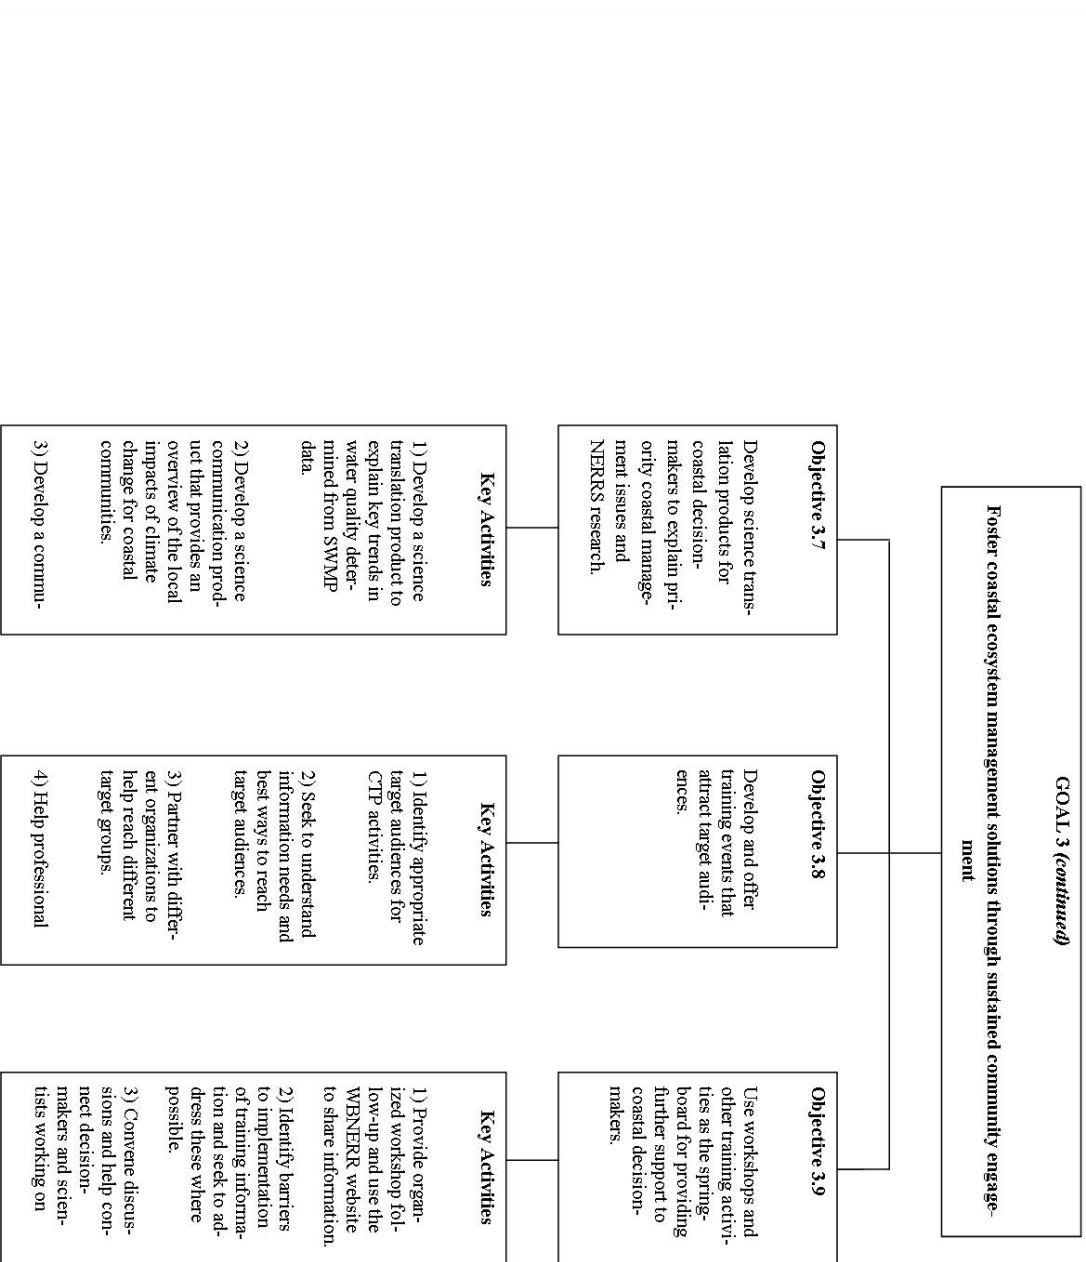 GOAL 3 (continued)
Foster coastal ecosystem management solutions through sustained community engage-
ment
Objective 3.7
Develop science trans-
lation products for
coastal decision-
makers to explain pri-
ority coastal manage-
ment issues and
NERRS research.
Key Activities
1) Develop a science
translation product to
explain key trends in
water quality deter-
mined from SWMP
data.
2) Develop a science
communication prod-
uct that provides an
overview of the local
impacts of climate
change for coastal
communities.
3) Develop a commu-
Objective 3.8
Develop and offer
training events that
attract target audi-
ences.
Key Activities
1) Identify appropriate
target audiences for
CTP activities.
2) Seek to understand
information needs and
best ways to reach
target audiences.
3) Partner with differ-
ent organizations to
help reach different
target groups.
4) Help professional
Objective 3.9
Use workshops and
other training activi-
ties as the spring-
board for providing
further support to
coastal decision-
makers.
Key Activities
1) Provide organ-
ized workshop fol-
low-up and use the
WBNERR website
to share information.
2) Identify barriers
to implementation
of training informa-
tion and seek to ad-
dress these where
possible.
3) Convene discus-
sions and help con-
nect decision-
makers and scien-
tists working on